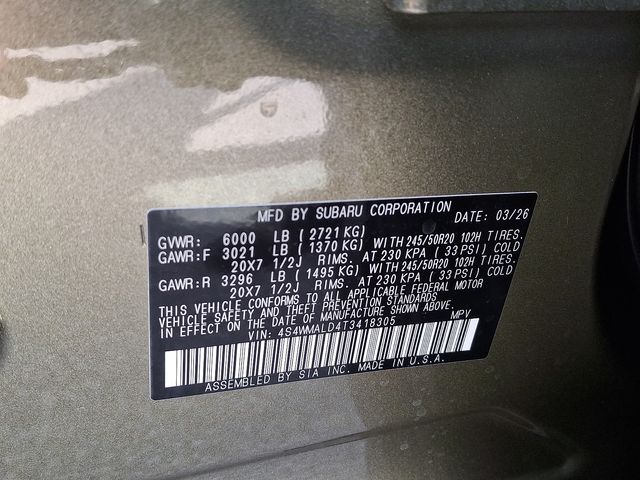 MFD BY SUBARU CORPORATION DATE: 03/26
GVWR: 6000 LB ( 2721 KG)
GAWR:F 3021 LB ( 1370 KG) WITH 245/50R20 102H TIRES.
20X7 1/2J RIMS. AT 230 KPA ( 33 PSI) COLD
GAWR:R 3296 LB ( 1495 KG) WITH 245/50R20 102H TIRES.
20X7 1/2J RIMS. AT 230 KPA ( 33 PSI) COLD
THIS VEHICLE CONFORMS TO ALL APPLICABLE FEDERAL MOTOR
VEHICLE SAFETY AND THEFT PREVENTION STANDARDS
IN EFFECT ON THE DATE OF MANUFACTURE SHOWN ABOVE.
VIN: 4S4WMALD4T3418305 MPV
ASSEMBLED BY SIA INC. MADE IN U.S.A.